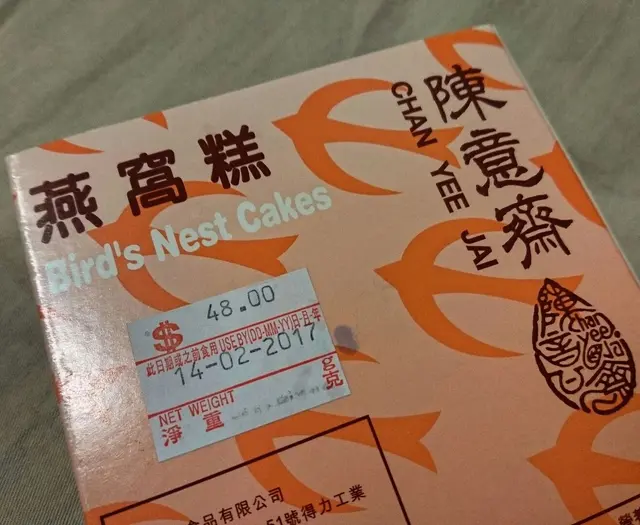 陳意齋
CHAN YEE JAI
燕窩糕
Bird's Nest Cakes
$ 48.00
此日期或之前食用 USE BY(DD-MM-YY)日-月-年
14-02-2017
NET WEIGHT
淨重
g克
食品有限公司
51號得力工業